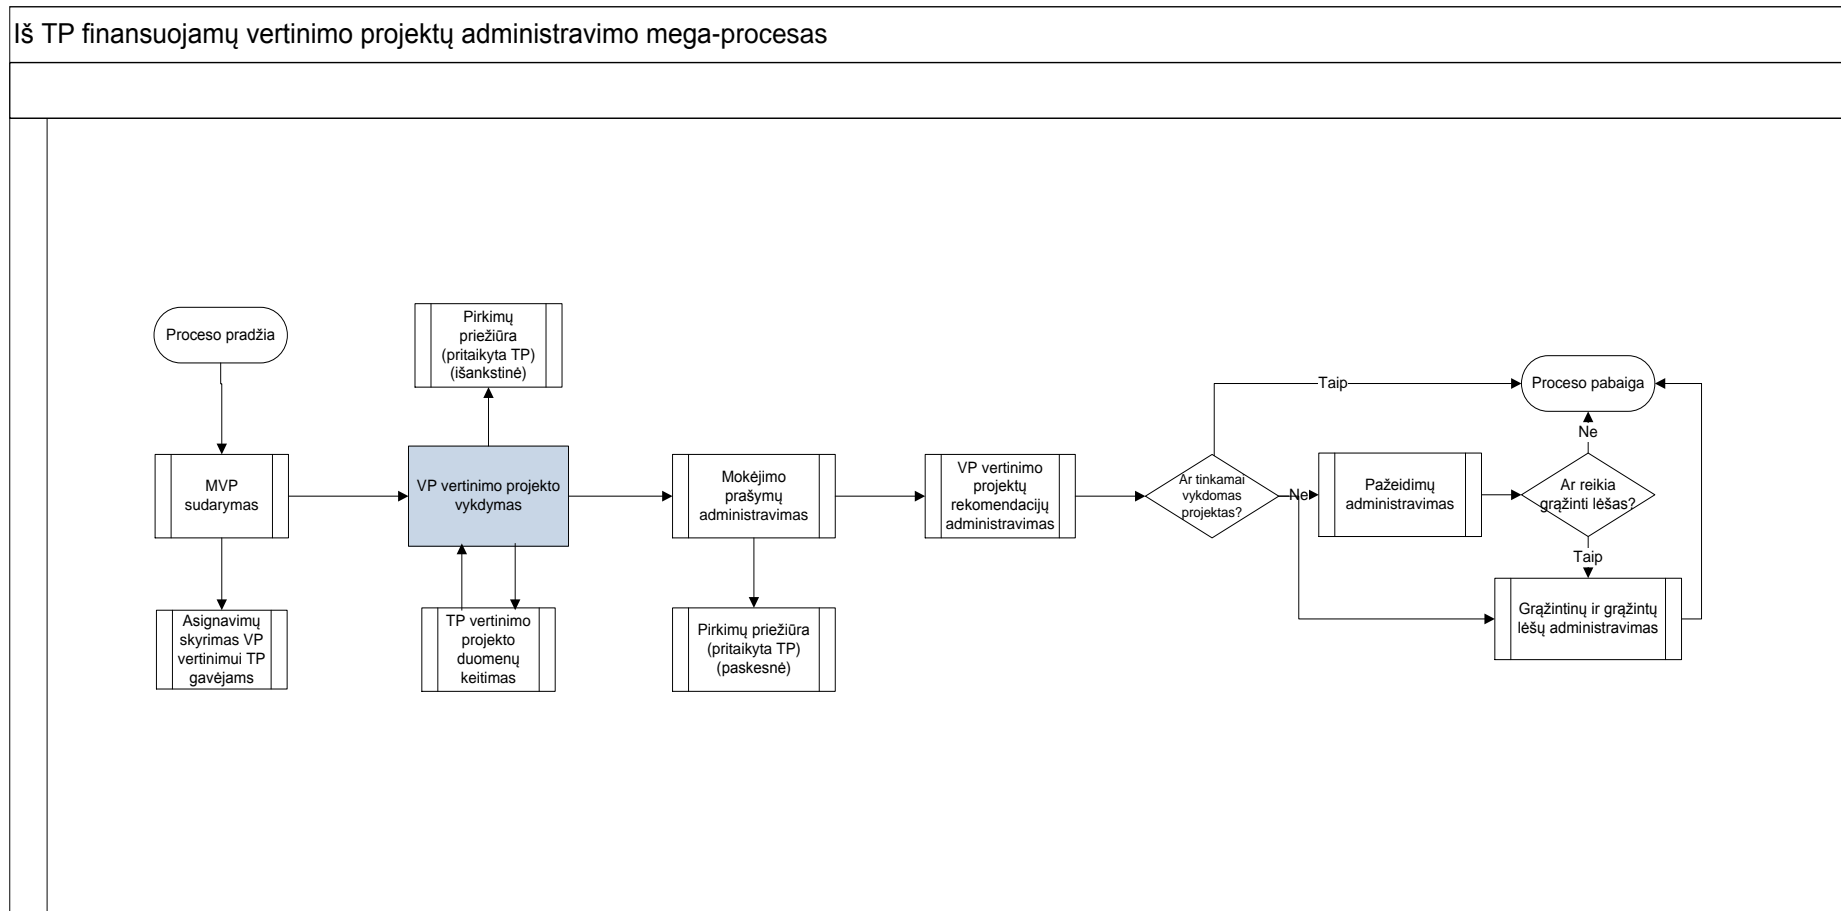 Iš TP finansuojamų vertinimo projektų administravimo mega-procesas
Proceso pradžia
MVP
sudarymas
Asignavimų
skyrimas VP
vertinimui TP
gavėjams
Pirkimų
priežiūra
(pritaikyta TP)
(išankstinė)
VP vertinimo projekto
vykdymas
TP vertinimo
projekto
duomenų
keitimas
Mokėjimo
prašymų
administravimas
Pirkimų priežiūra
(pritaikyta TP)
(paskesnė)
VP vertinimo
projektų
rekomendacijų
administravimas
Ar tinkamai
vykdomas
projektas?
Taip
Ne
Pažeidimų
administravimas
Proceso pabaiga
Ne
Ar reikia
grąžinti lėšas?
Taip
Grąžintinų ir grąžintų
lėšų administravimas